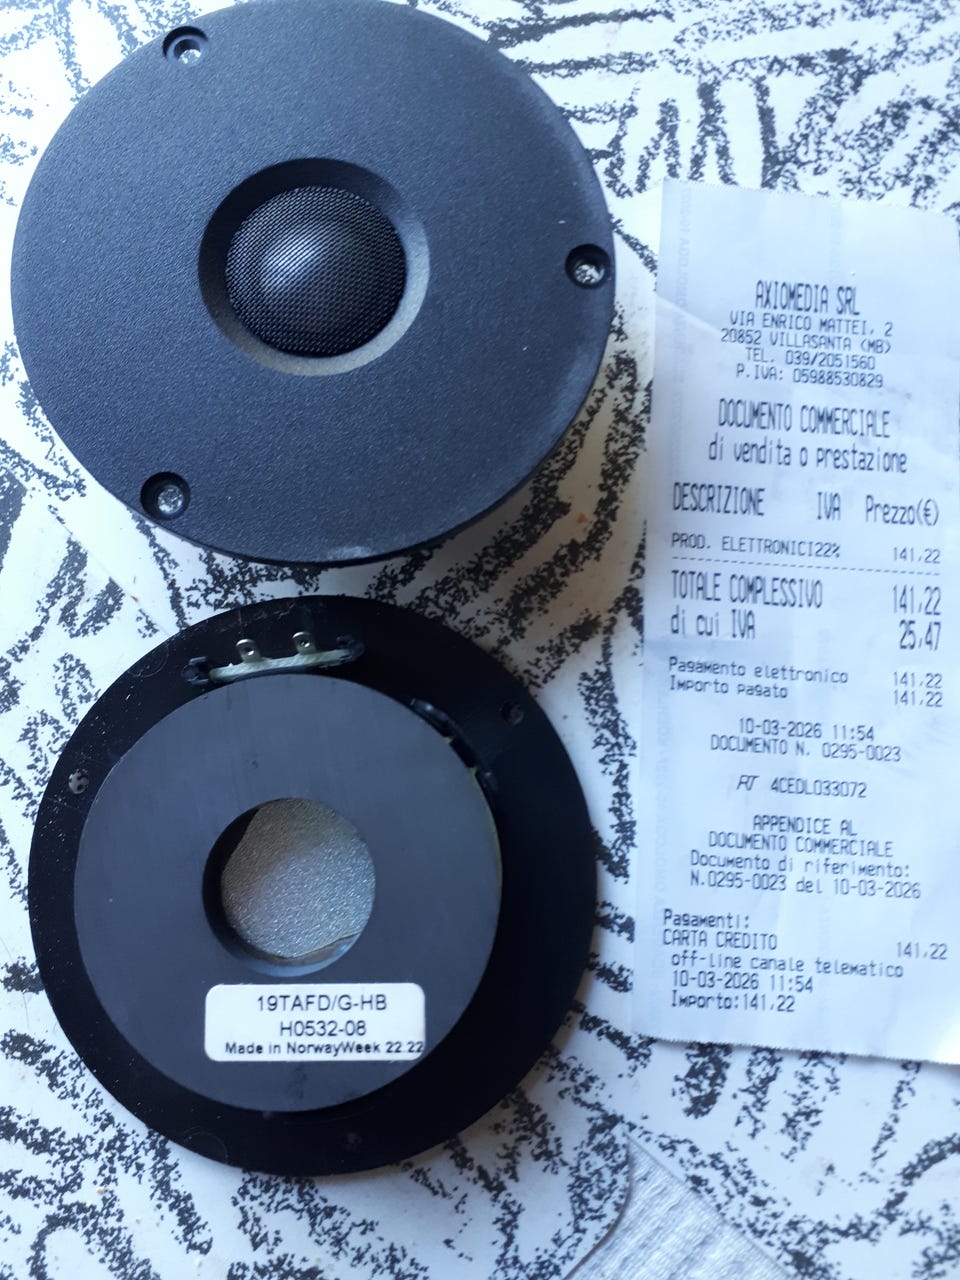 19TAFD/G-HB
H0532-08
Made in NorwayWeek 22.22
AXIOMEDIA SRL
VIA ENRICO MATTEI, 2
20852 VILLASANTA (MB)
TEL. 039/2051560
P.IVA: 05988530829
DOCUMENTO COMMERCIALE
di vendita o prestazione
DESCRIZIONE IVA Prezzo(€)
PROD. ELETTRONICI22% 141,22
TOTALE COMPLESSIVO 141,22
di cui IVA 25,47
Pagamento elettronico 141,22
Importo pagato 141,22
10-03-2026 11:54
DOCUMENTO N. 0295-0023
RT 4CEDL033072
APPENDICE AL
DOCUMENTO COMMERCIALE
Documento di riferimento:
N.0295-0023 del 10-03-2026
Pagamenti:
CARTA CREDITO 141,22
off-line canale telematico
10-03-2026 11:54
Importo:141,22